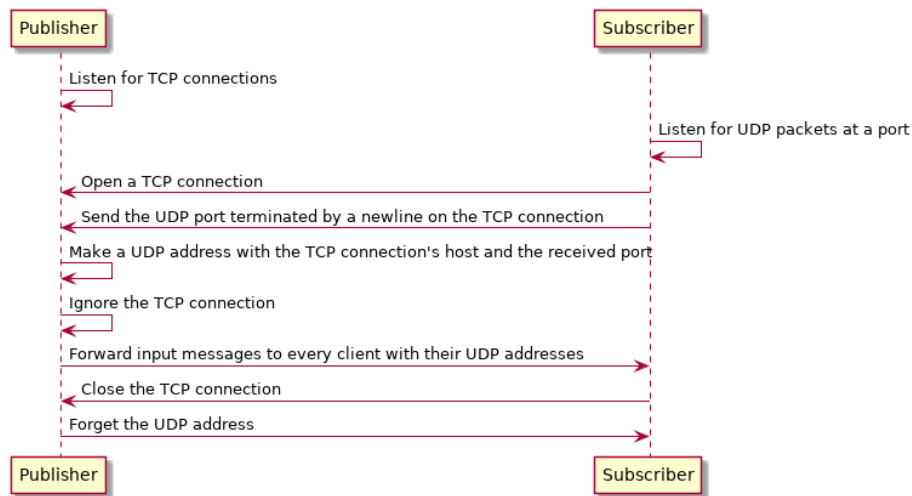 Publisher
Subscriber
Listen for TCP connections
Listen for UDP packets at a port
Open a TCP connection
Send the UDP port terminated by a newline on the TCP connection
Make a UDP address with the TCP connection's host and the received port
Ignore the TCP connection
Forward input messages to every client with their UDP addresses
Close the TCP connection
Forget the UDP address
Publisher
Subscriber